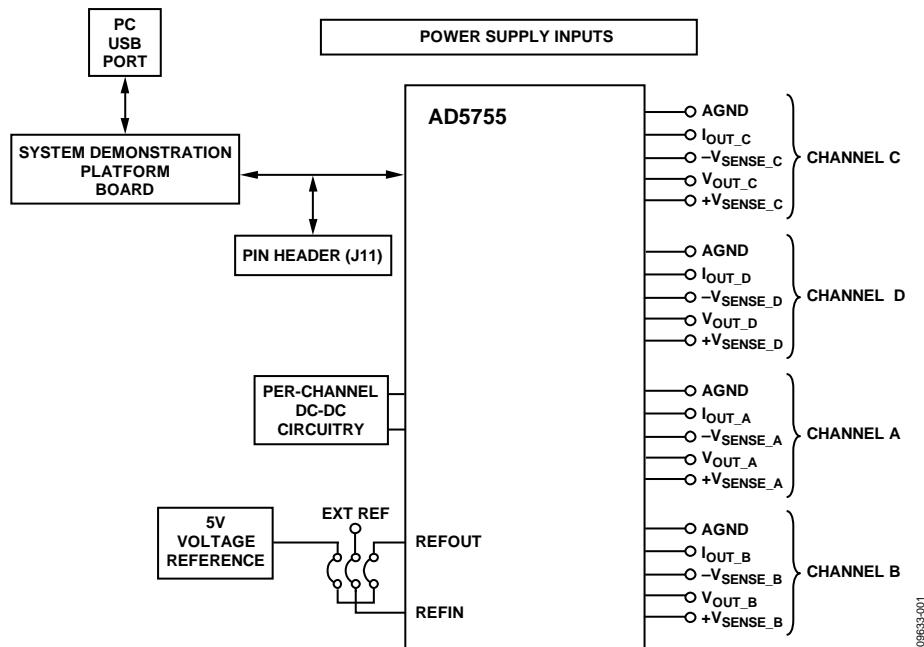 PC
USB
PORT
POWER SUPPLY INPUTS
SYSTEM DEMONSTRATION
PLATFORM
BOARD
PIN HEADER (J11)
AD5755
AGND
IOUT_C
–VSENSE_C
VOUT_C
+VSENSE_C
CHANNEL C
AGND
IOUT_D
–VSENSE_D
VOUT_D
+VSENSE_D
CHANNEL D
PER-CHANNEL
DC-DC
CIRCUITRY
AGND
IOUT_A
–VSENSE_A
VOUT_A
+VSENSE_A
CHANNEL A
5V
VOLTAGE
REFERENCE
EXT REF
REFOUT
REFIN
AGND
IOUT_B
–VSENSE_B
VOUT_B
+VSENSE_B
CHANNEL B
09633-001